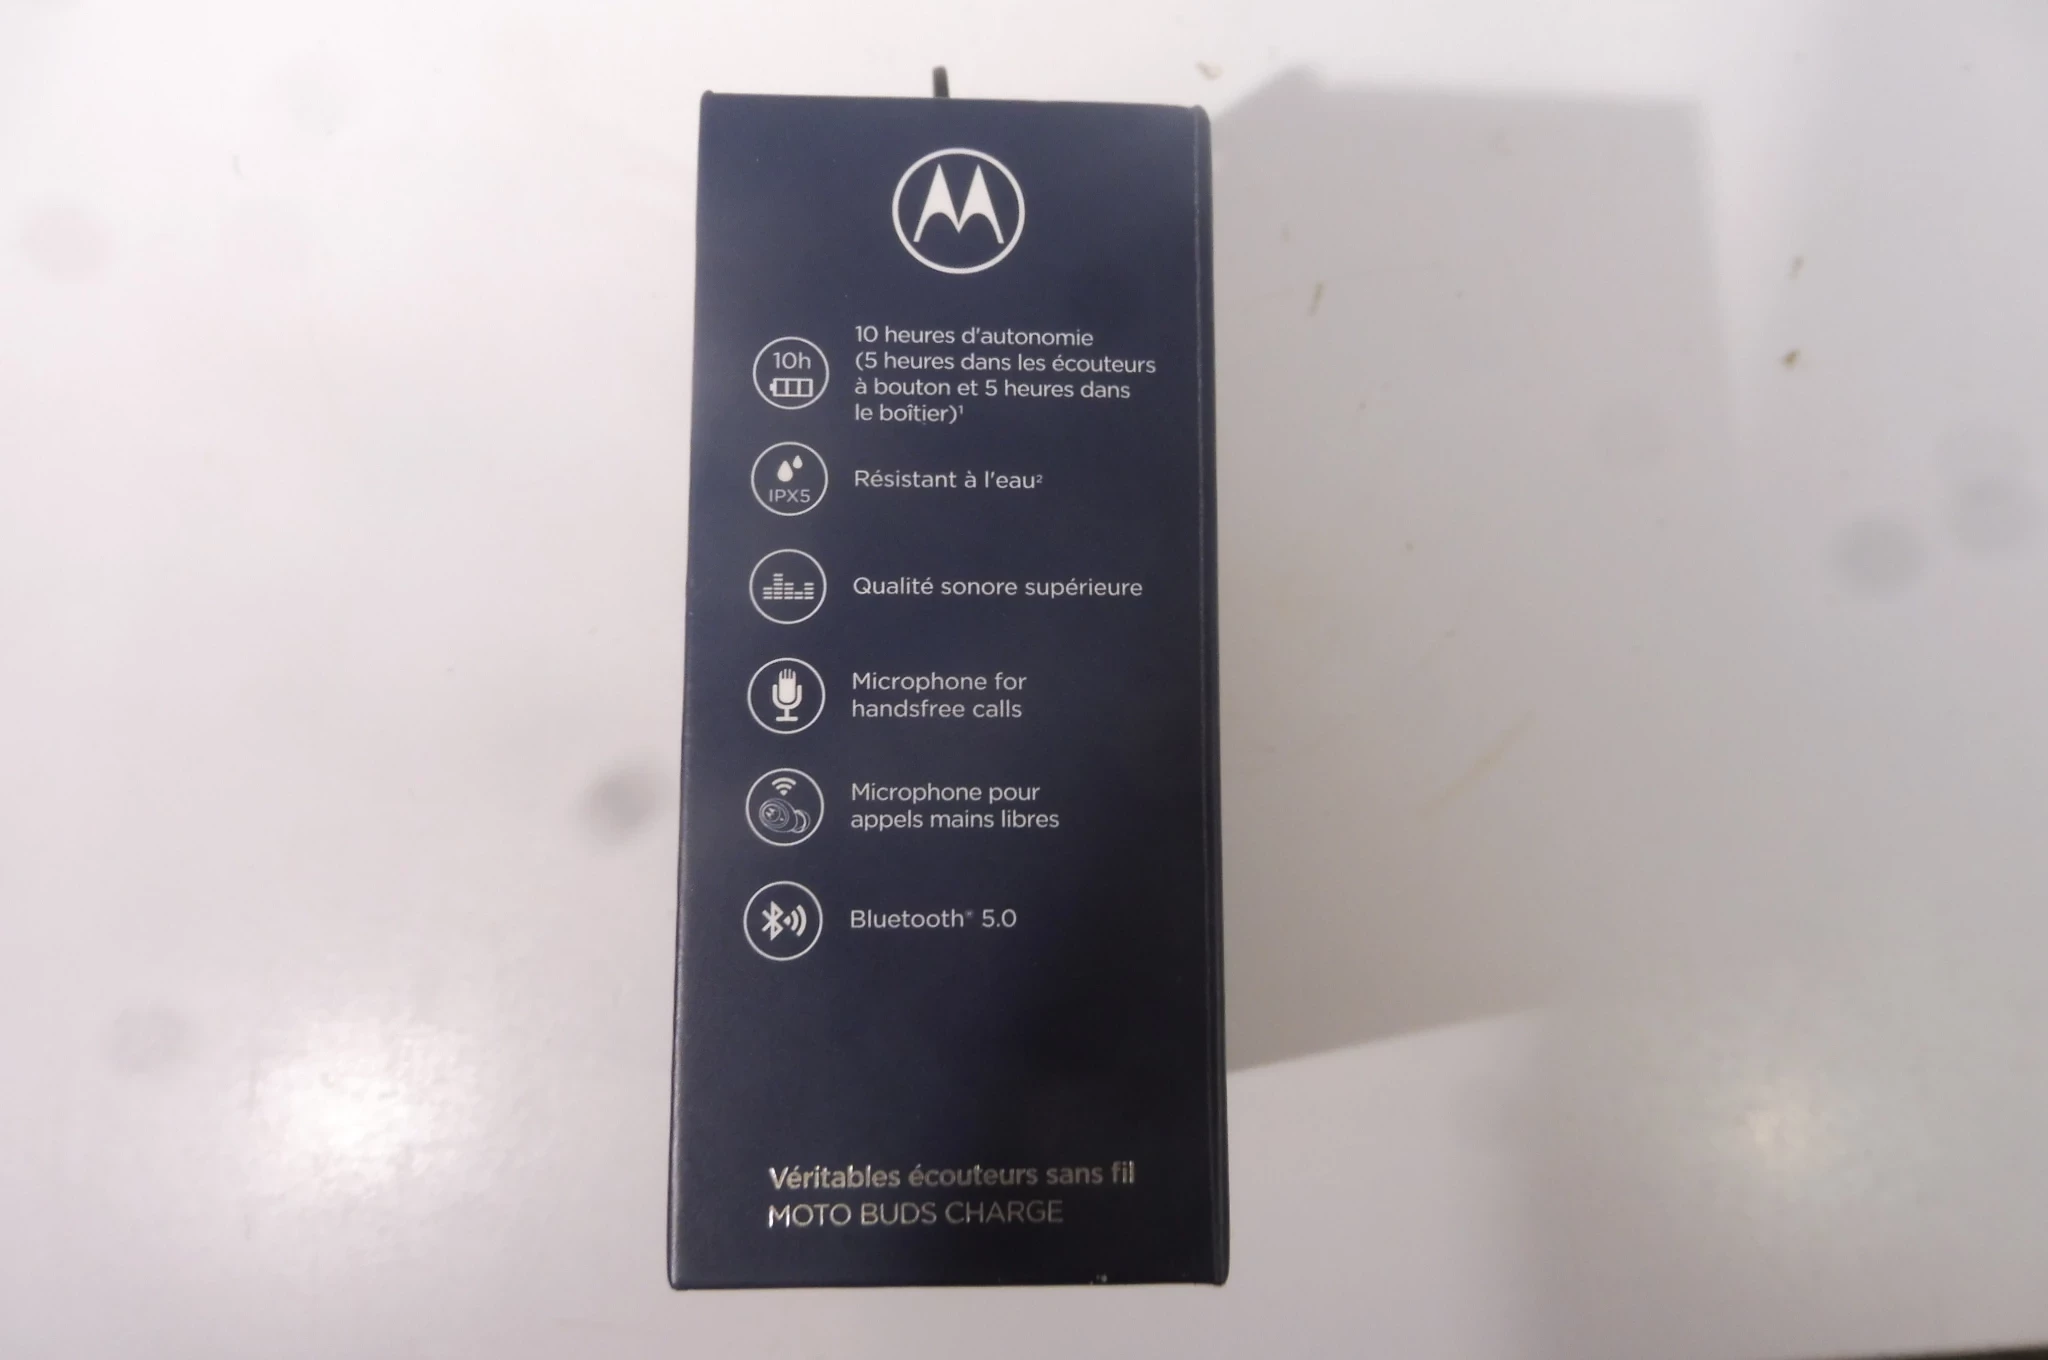 10h
10 heures d'autonomie
(5 heures dans les écouteurs
à bouton et 5 heures dans
le boîtier)¹
IPX5
Résistant à l'eau²
Qualité sonore supérieure
Microphone for
handsfree calls
Microphone pour
appels mains libres
Bluetooth® 5.0
Véritables écouteurs sans fil
MOTO BUDS CHARGE